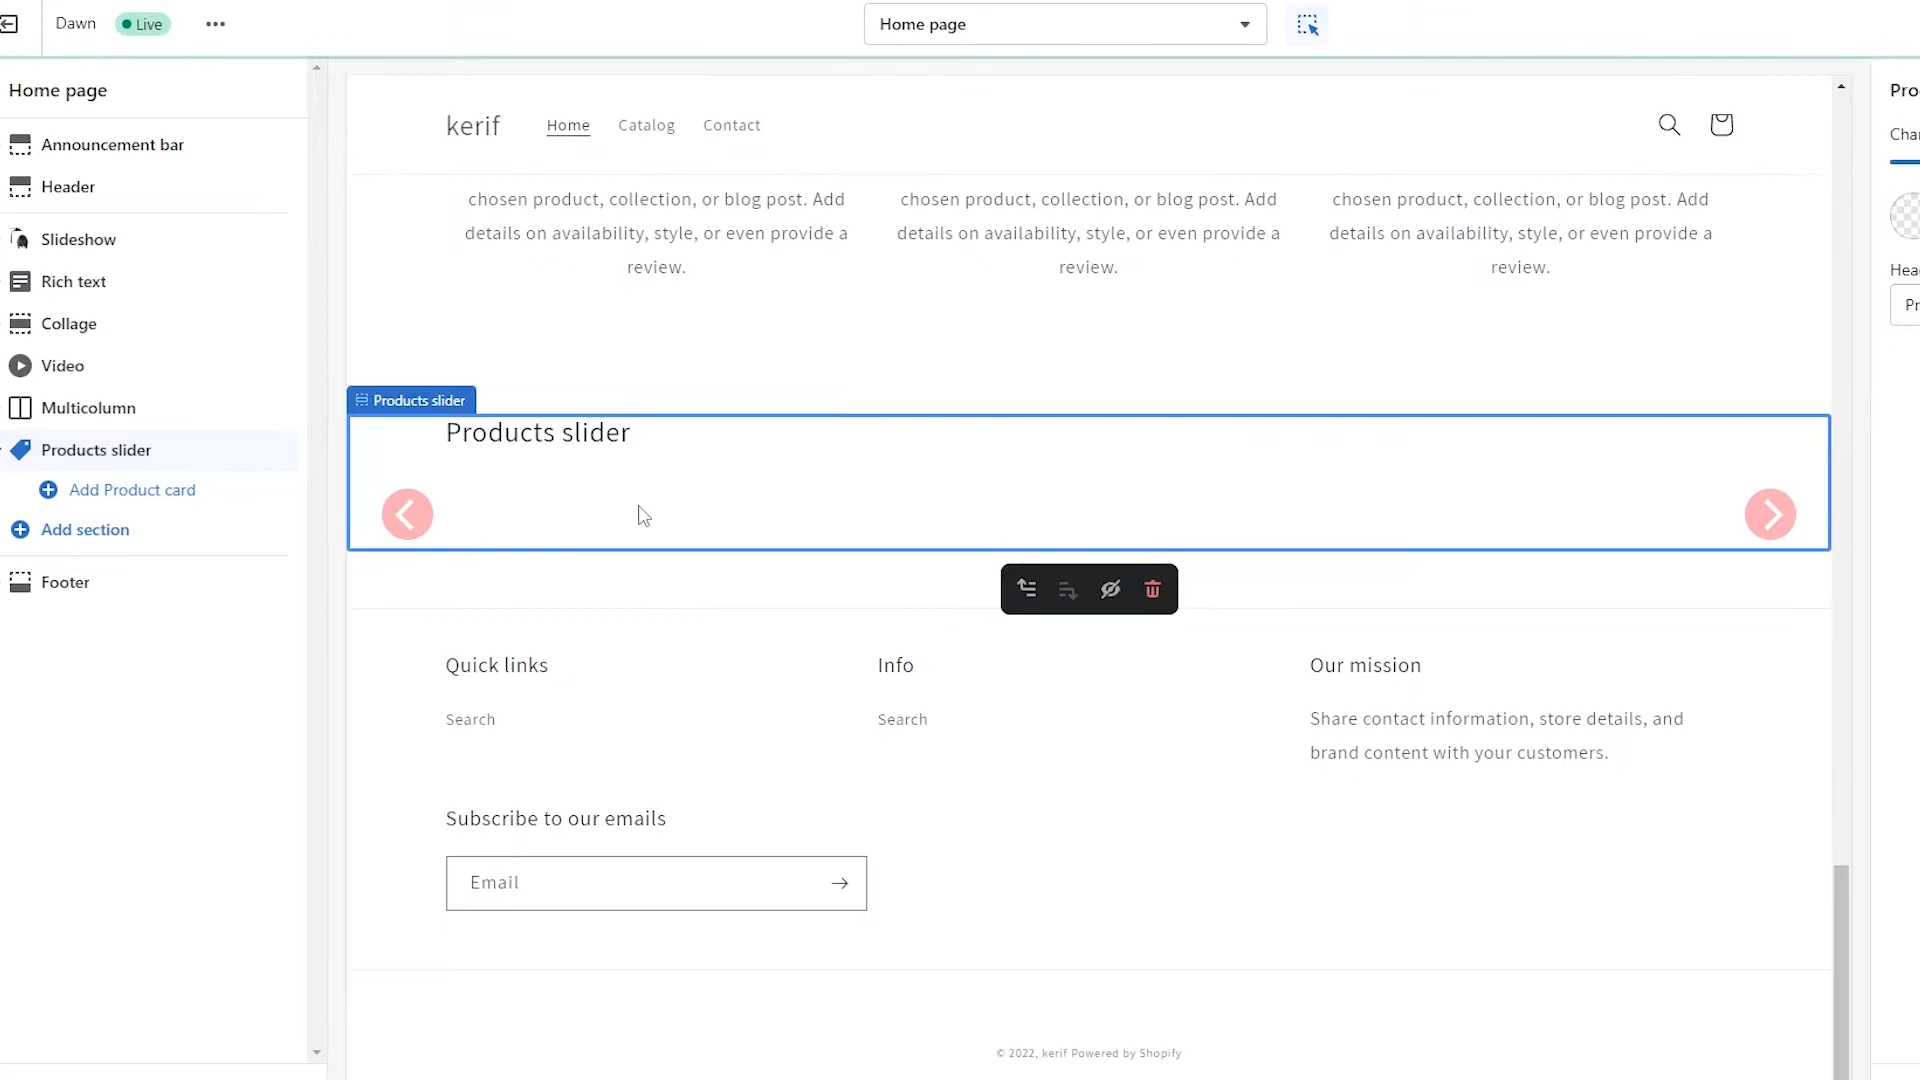 Dawn Live Home page
Home page
Announcement bar
Header
Slideshow
Rich text
Collage
Video
Multicolumn
Products slider
Add Product card
Add section
Footer
kerif Home Catalog Contact
chosen product, collection, or blog post. Add
details on availability, style, or even provide a
review.
chosen product, collection, or blog post. Add
details on availability, style, or even provide a
review.
chosen product, collection, or blog post. Add
details on availability, style, or even provide a
review.
Products slider
Products slider
Quick links
Search
Info
Search
Our mission
Share contact information, store details, and
brand content with your customers.
Subscribe to our emails
Email
© 2022, kerif Powered by Shopify
Pro
Char
Head
Pr